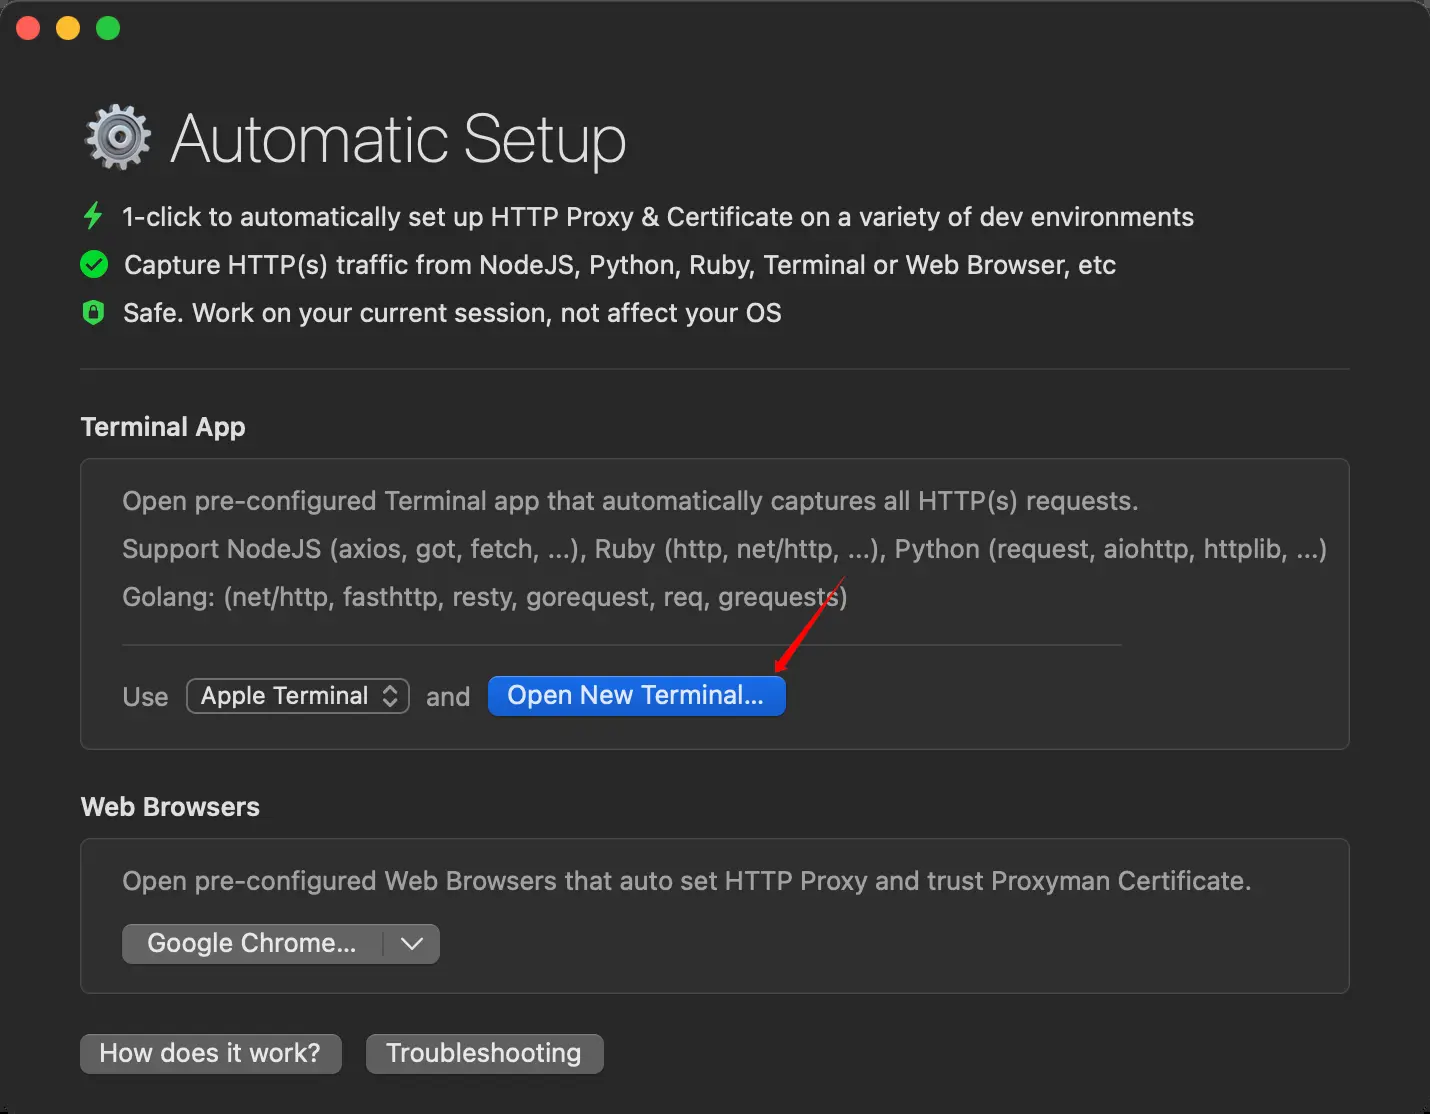 Automatic Setup
1-click to automatically set up HTTP Proxy & Certificate on a variety of dev environments
Capture HTTP(s) traffic from NodeJS, Python, Ruby, Terminal or Web Browser, etc
Safe. Work on your current session, not affect your OS
Terminal App
Open pre-configured Terminal app that automatically captures all HTTP(s) requests.
Support NodeJS (axios, got, fetch, ...), Ruby (http, net/http, ...), Python (request, aiohttp, httplib, ...)
Golang: (net/http, fasthttp, resty, gorequest, req, grequests)
Use Apple Terminal and Open New Terminal...
Web Browsers
Open pre-configured Web Browsers that auto set HTTP Proxy and trust Proxyman Certificate.
Google Chrome...
How does it work? Troubleshooting